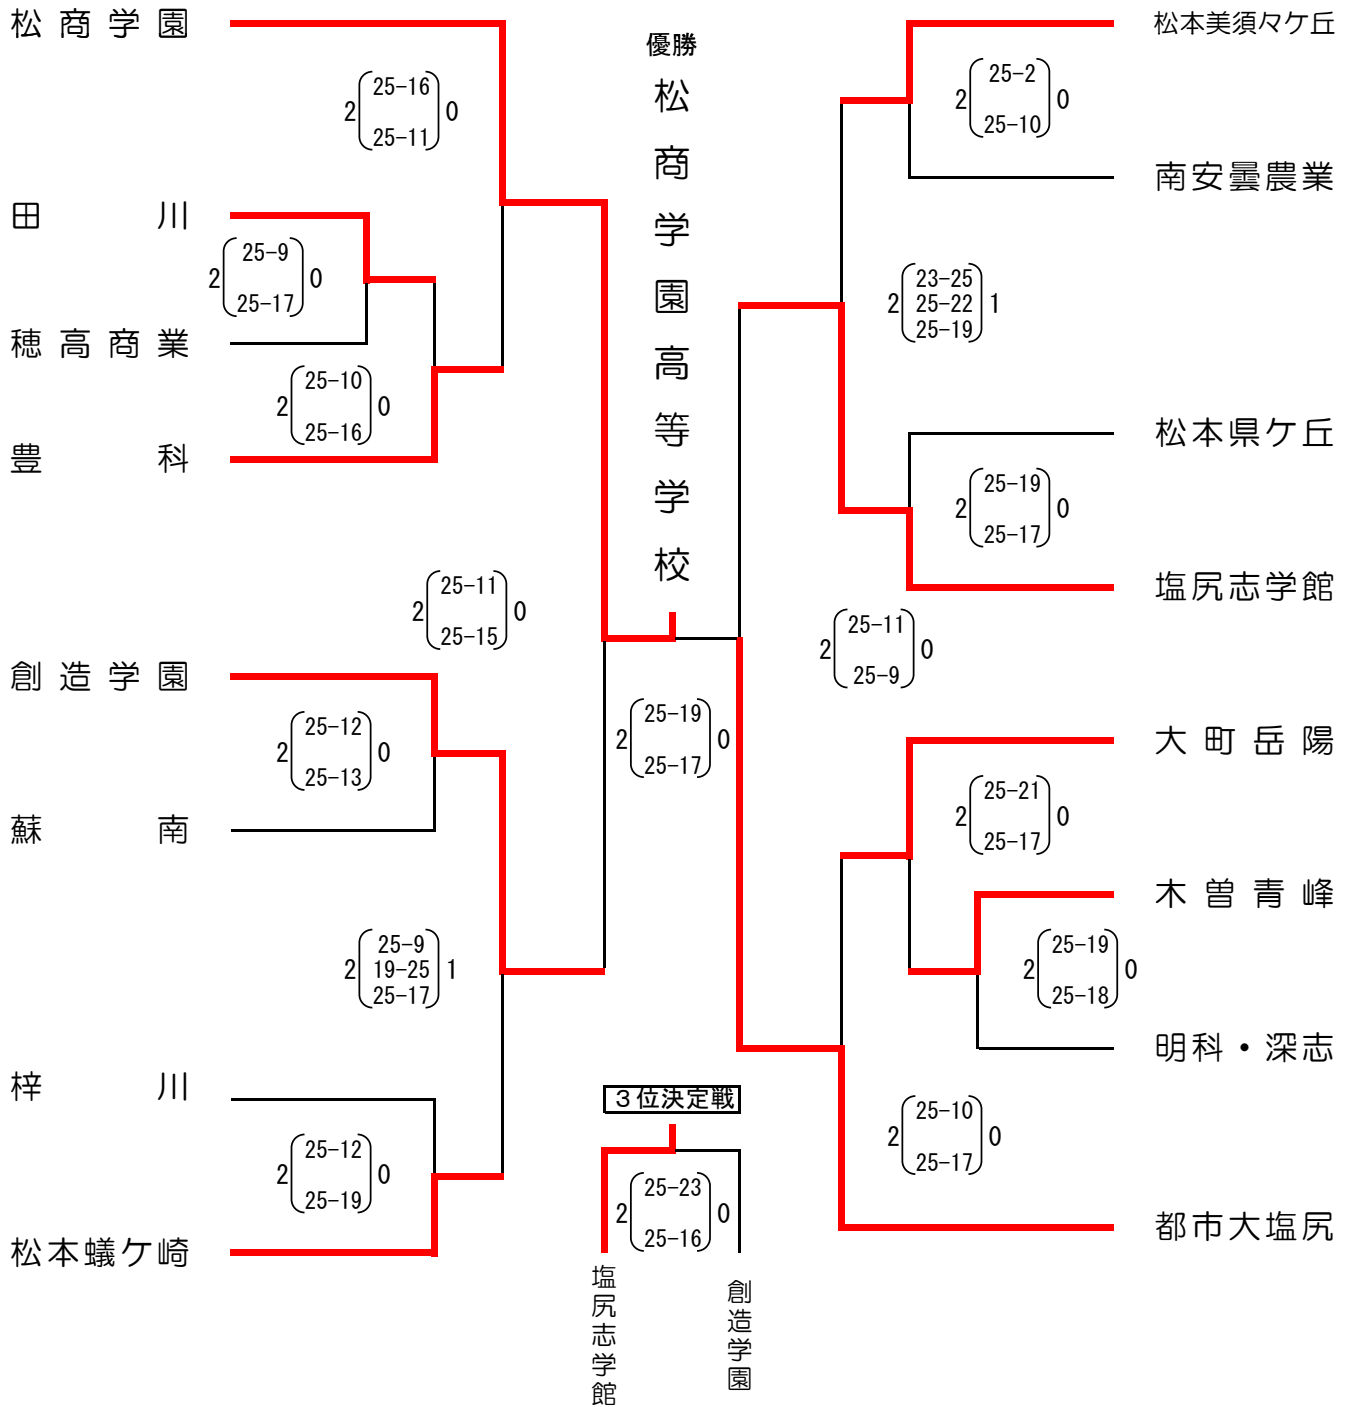 松商学園
2 25-16 0
25-11
田川
2 25-9 0
25-17
穂高商業
2 25-10 0
25-16
豊科
2 25-11 0
25-15
創造学園
2 25-12 0
25-13
蘇南
2 25-9 1
19-25
25-17
梓川
2 25-12 0
25-19
松本蟻ケ崎
優勝
松商学園高等学校
2 25-19 0
25-17
3位決定戦
2 25-23 0
25-16
塩尻志学館
創造学園
松本美須々ケ丘
2 25-2 0
25-10
南安曇農業
2 23-25 1
25-22
25-19
松本県ケ丘
2 25-19 0
25-17
塩尻志学館
2 25-11 0
25-9
大町岳陽
2 25-21 0
25-17
木曽青峰
2 25-19 0
25-18
明科・深志
2 25-10 0
25-17
都市大塩尻